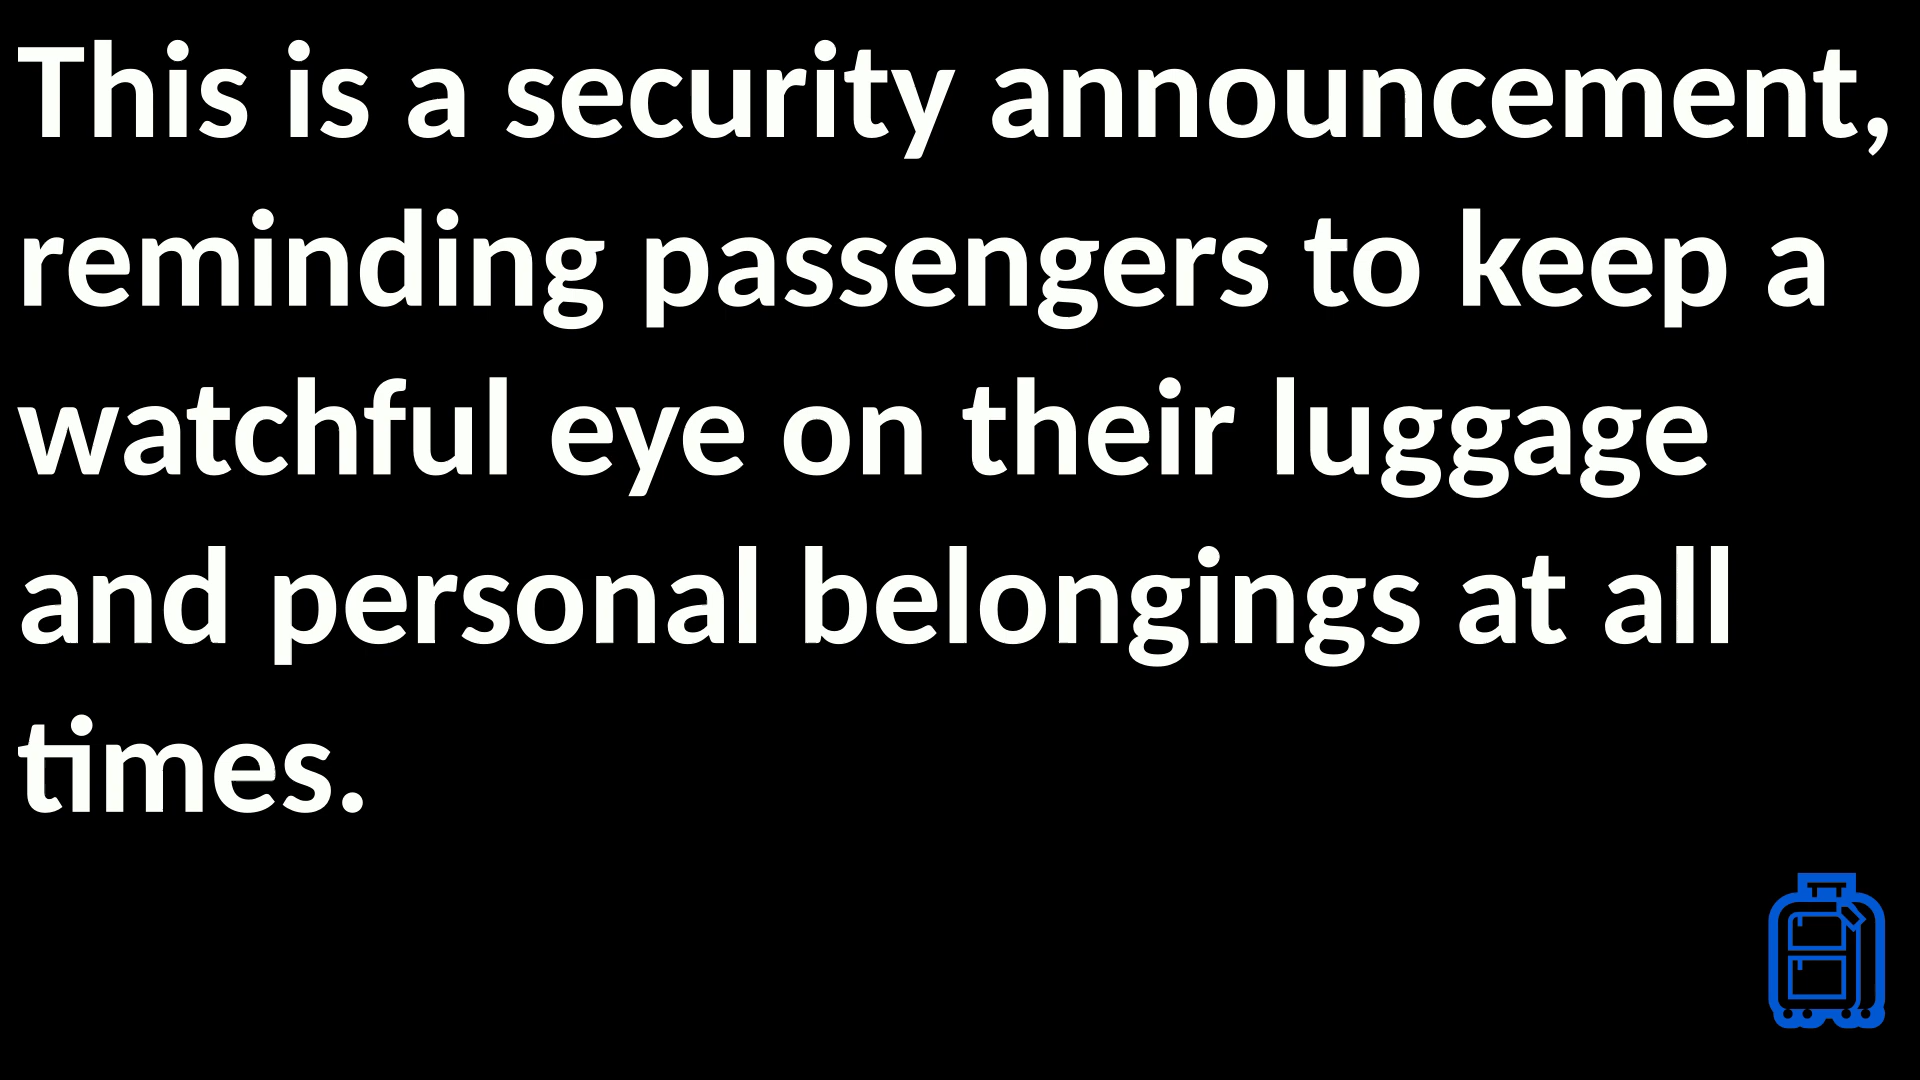 This is a security announcement,
reminding passengers to keep a
watchful eye on their luggage
and personal belongings at all
times.